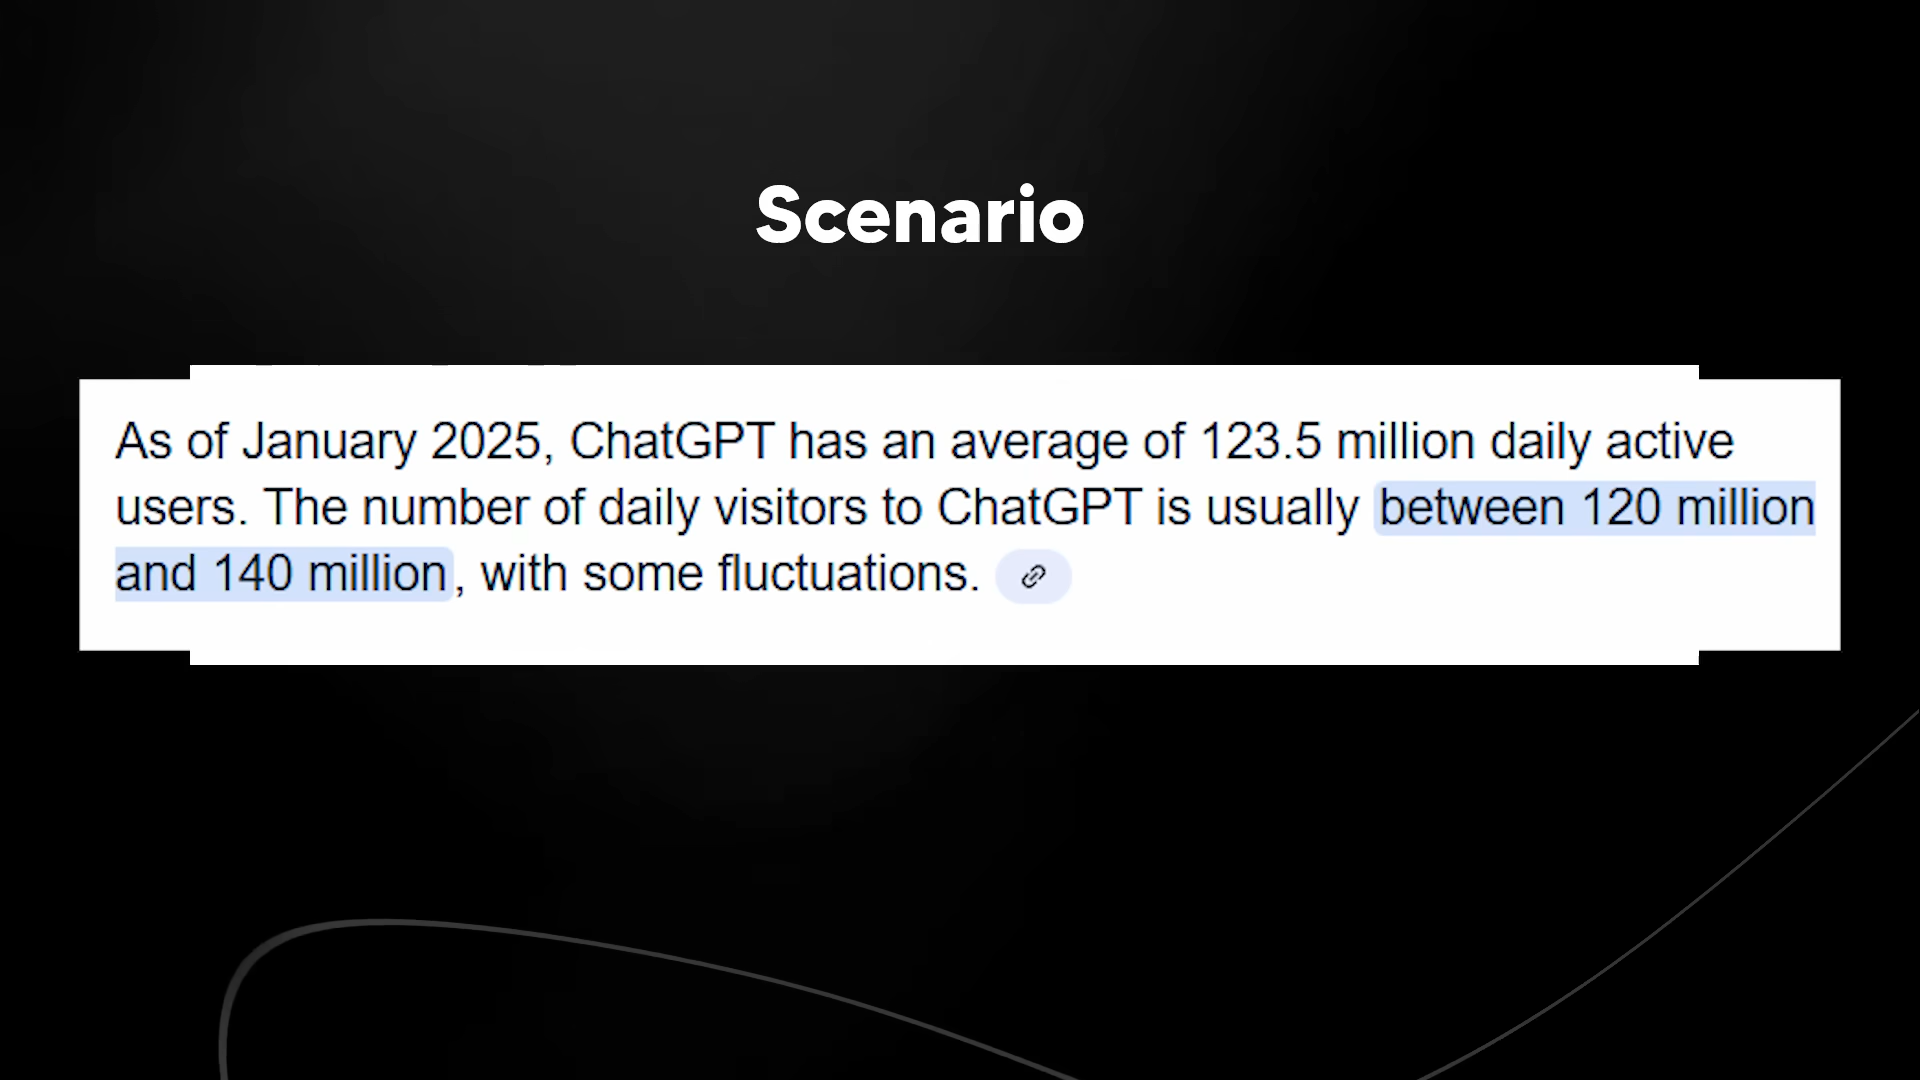 Scenario
As of January 2025, ChatGPT has an average of 123.5 million daily active
users. The number of daily visitors to ChatGPT is usually between 120 million
and 140 million, with some fluctuations.